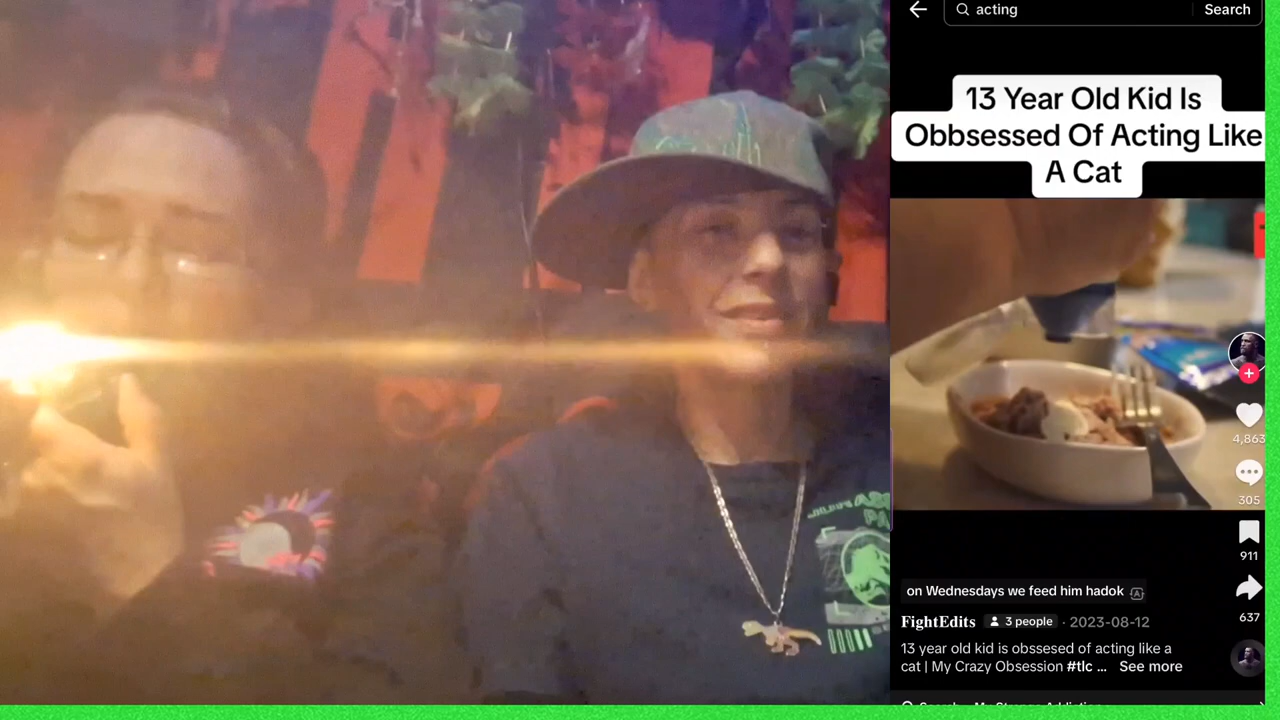 acting
Search
13 Year Old Kid Is
Obbsessed Of Acting Like
A Cat
4,863
305
911
637
on Wednesdays we feed him hadok
FightEdits 3 people · 2023-08-12
13 year old kid is obssesed of acting like a
cat | My Crazy Obsession #tlc ... See more